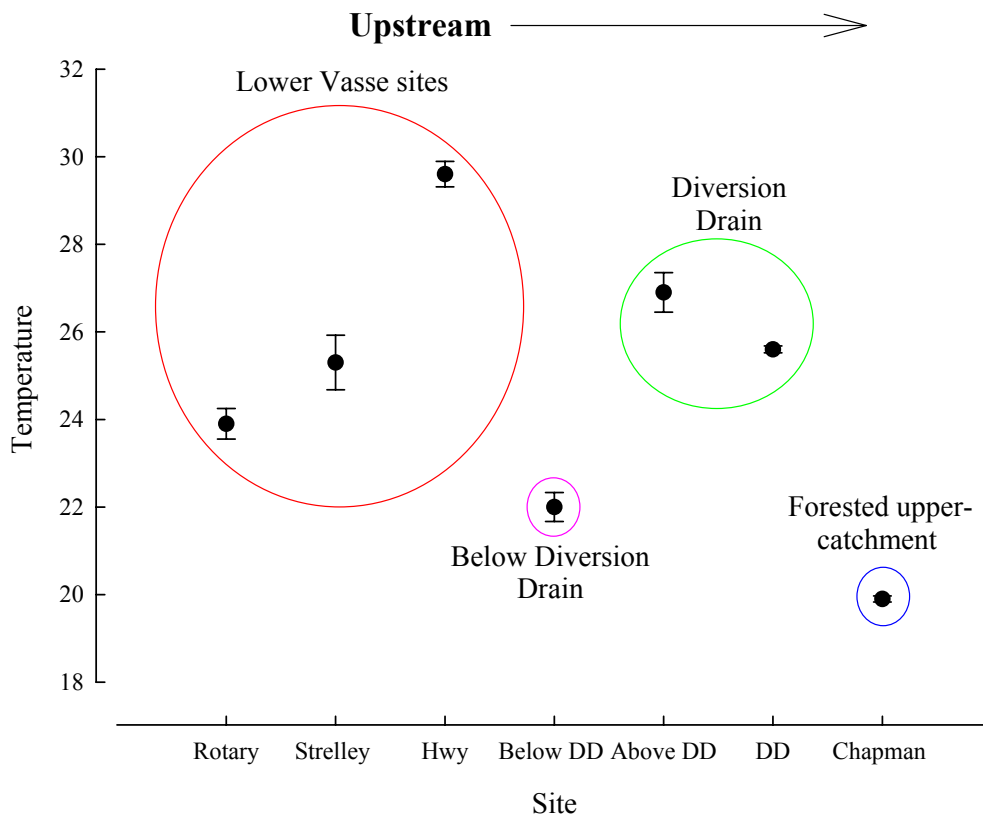 Upstream
Lower Vasse sites
Diversion
Drain
Below Diversion
Drain
Forested upper-
catchment
Temperature
32
30
28
26
24
22
20
18
Rotary
Strelley
Hwy
Below DD
Above DD
DD
Chapman
Site